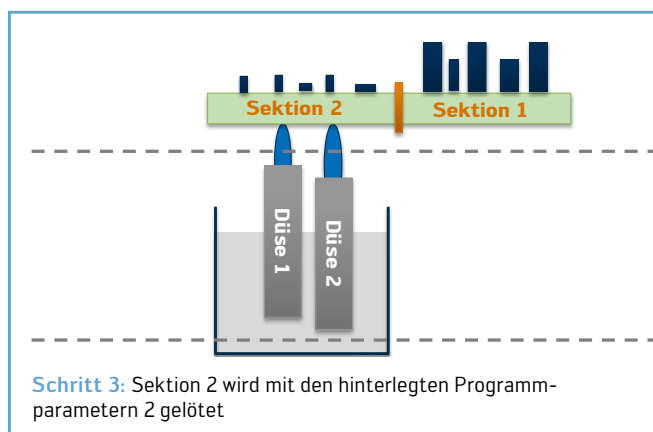 Sektion 2
Sektion 1
Düse 1
Düse 2
Schritt 3: Sektion 2 wird mit den hinterlegten Programm-
parametern 2 gelötet